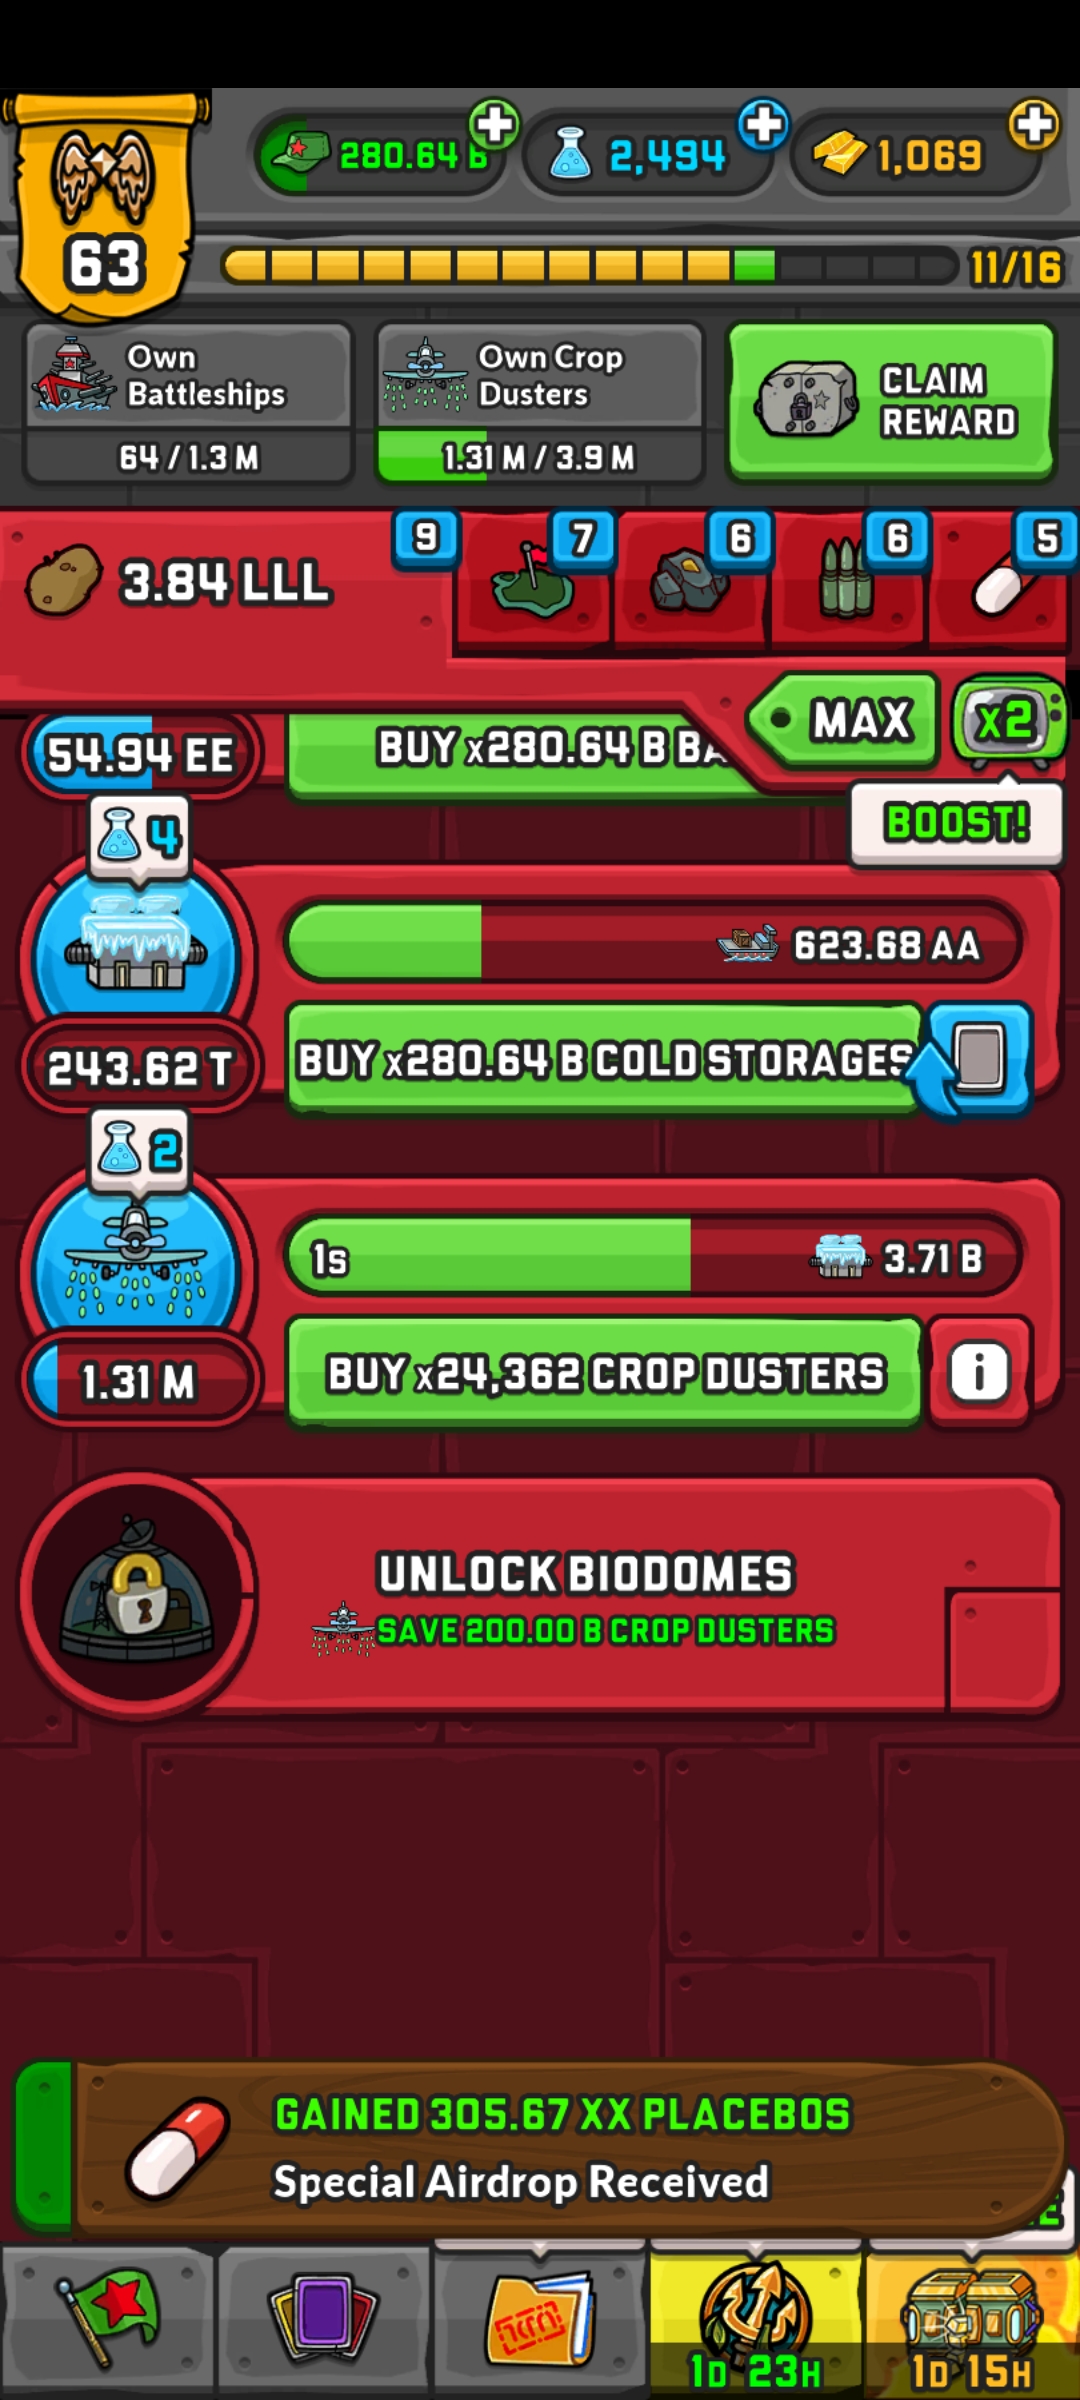 280.64 B
2,494
1,069
63
11/16
Own Battleships
64 / 1.3 M
Own Crop Dusters
1.31 M / 3.9 M
CLAIM REWARD
3.84 LLL
9
7
6
6
5
MAX
x2
BOOST!
54.94 EE
BUY x280.64 B BA
4
623.68 AA
243.62 T
BUY x280.64 B COLD STORAGES
2
1s
3.71 B
1.31 M
BUY x24,362 CROP DUSTERS
i
UNLOCK BIODOMES
SAVE 200.00 B CROP DUSTERS
GAINED 305.67 XX PLACEBOS
Special Airdrop Received
1D 23H
1D 15H